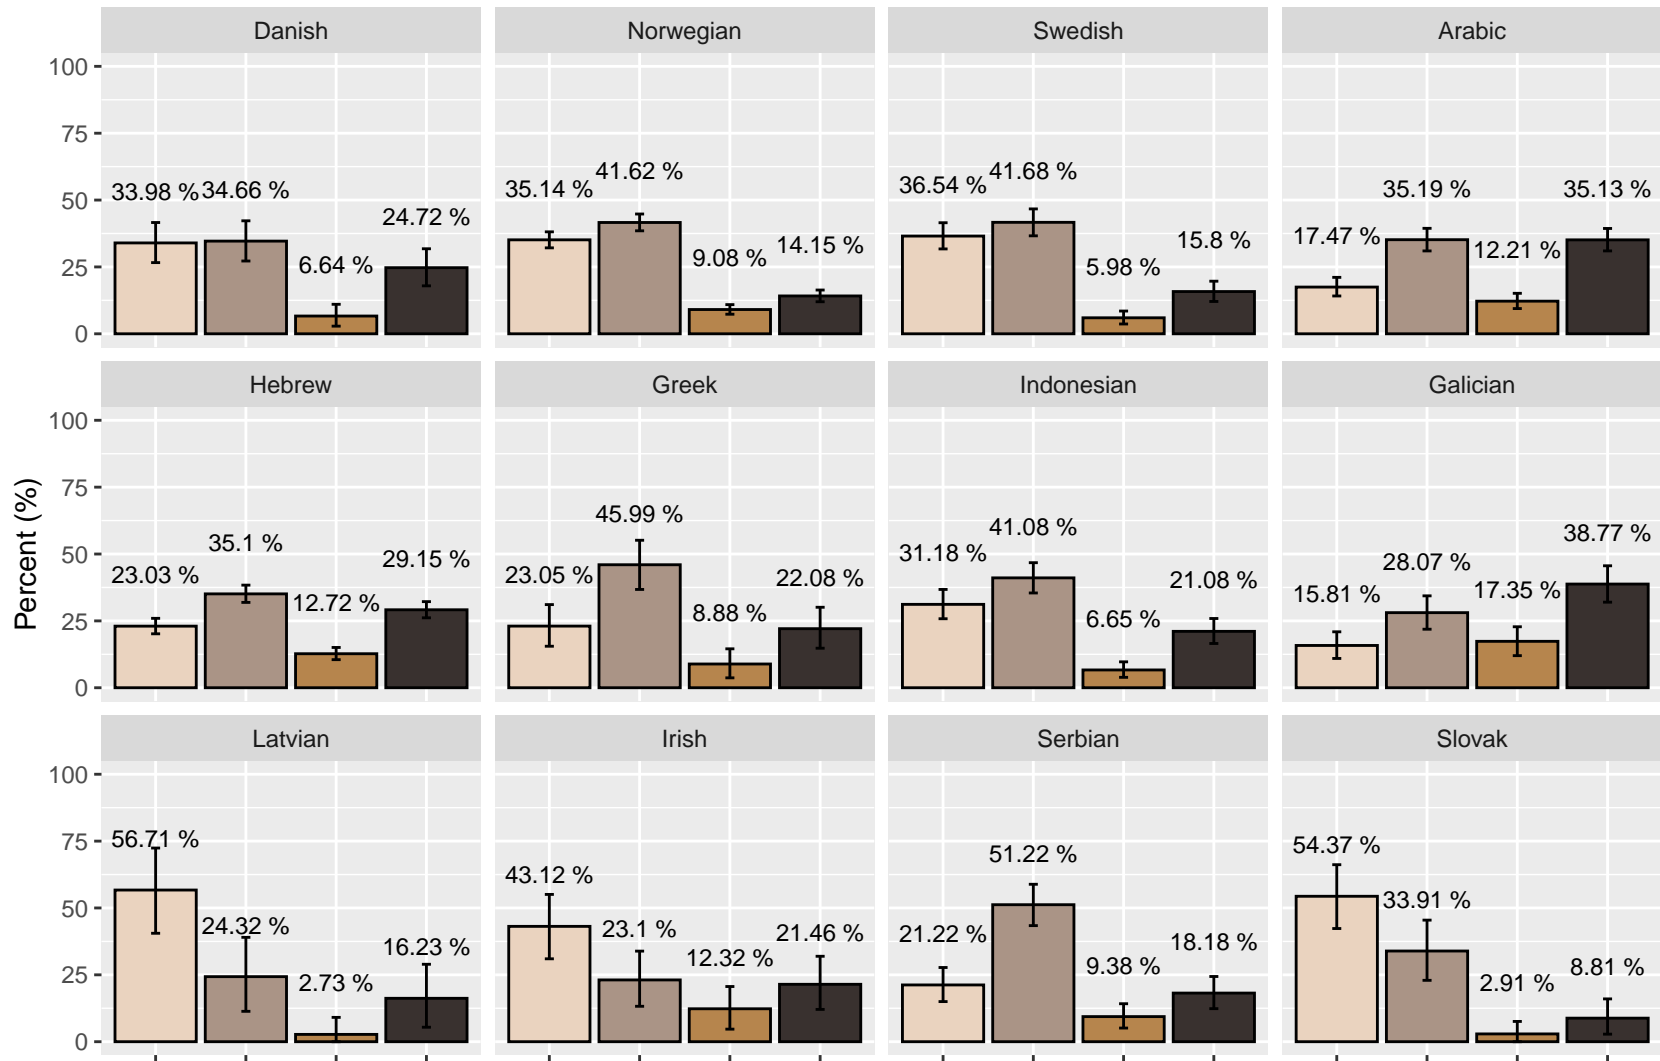 Danish Norwegian Swedish Arabic
100
75
50
25
0
33.98 % 34.66 % 6.64 % 24.72 %
35.14 % 41.62 % 9.08 % 14.15 %
36.54 % 41.68 % 5.98 % 15.8 %
17.47 % 35.19 % 12.21 % 35.13 %
Percent (%)
Hebrew Greek Indonesian Galician
100
75
50
25
0
23.03 % 35.1 % 12.72 % 29.15 %
23.05 % 45.99 % 8.88 % 22.08 %
31.18 % 41.08 % 6.65 % 21.08 %
15.81 % 28.07 % 17.35 % 38.77 %
Latvian Irish Serbian Slovak
100
75
50
25
0
56.71 % 24.32 % 2.73 % 16.23 %
43.12 % 23.1 % 12.32 % 21.46 %
21.22 % 51.22 % 9.38 % 18.18 %
54.37 % 33.91 % 2.91 % 8.81 %